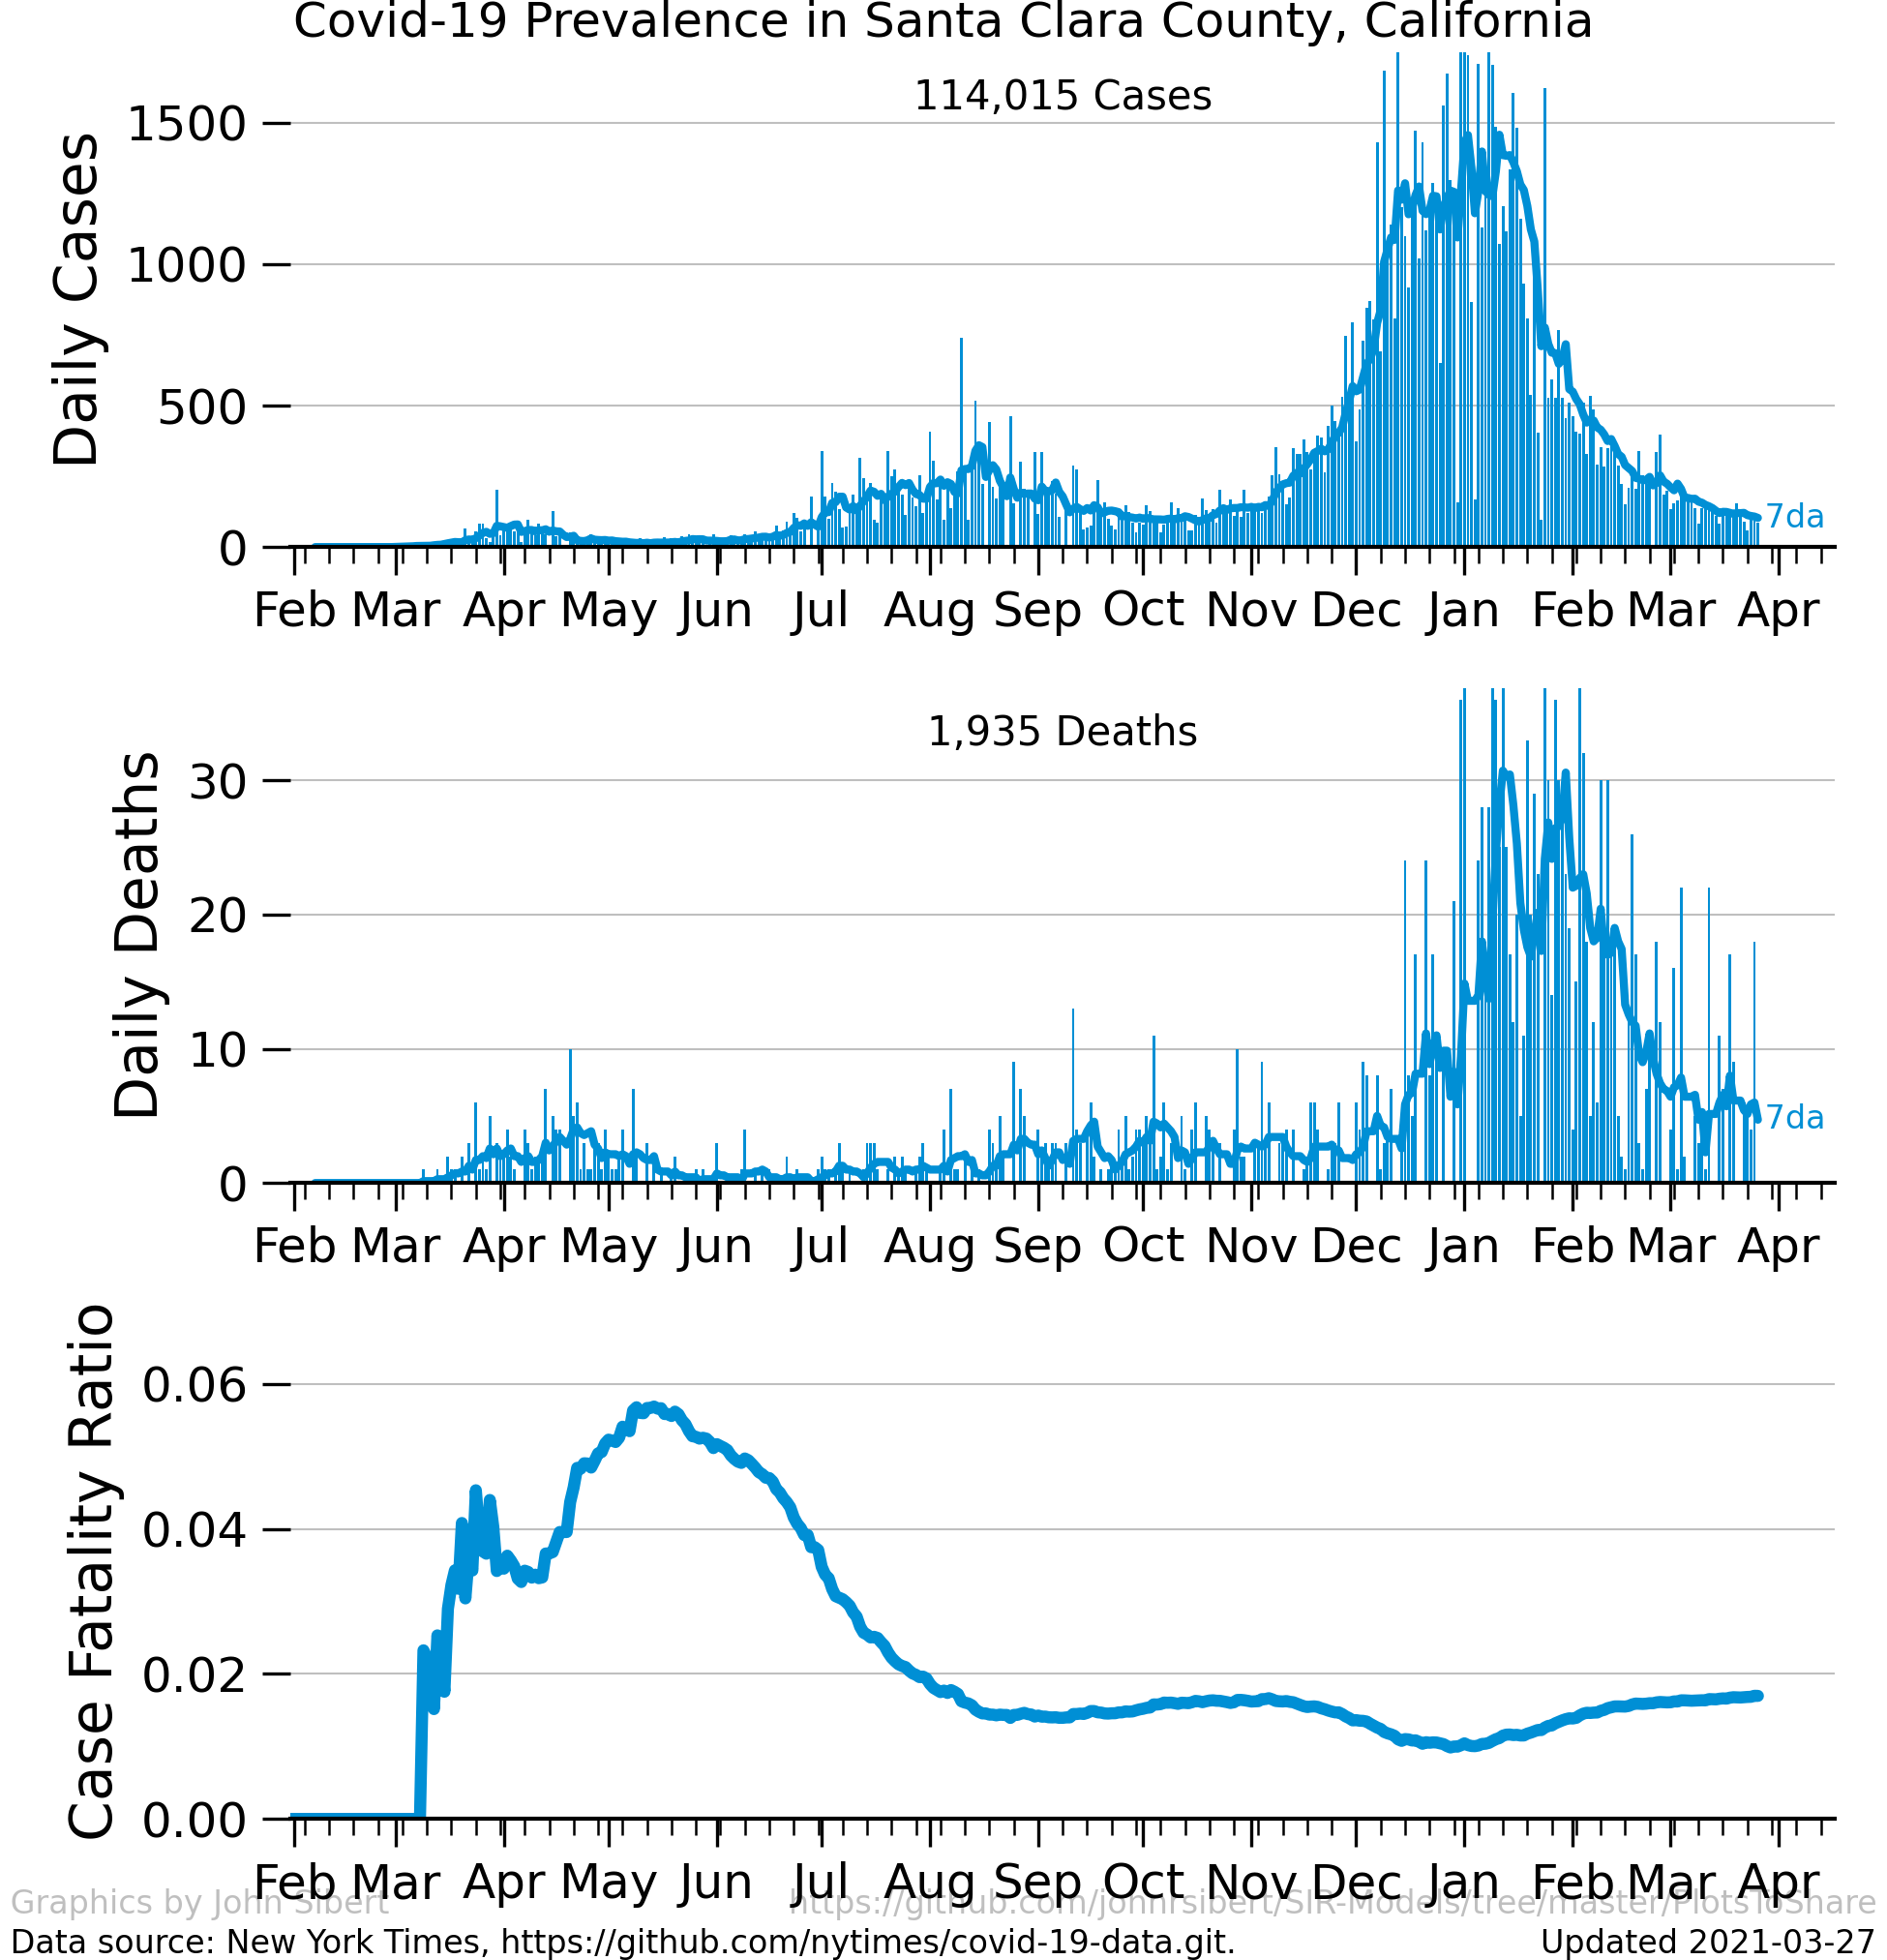 Covid-19 Prevalence in Santa Clara County, California
114,015 Cases
Daily Cases
1500
1000
500
0
7da
Feb Mar Apr May Jun Jul Aug Sep Oct Nov Dec Jan Feb Mar Apr
1,935 Deaths
Daily Deaths
30
20
10
0
7da
Feb Mar Apr May Jun Jul Aug Sep Oct Nov Dec Jan Feb Mar Apr
Case Fatality Ratio
0.06
0.04
0.02
0.00
Feb Mar Apr May Jun Jul Aug Sep Oct Nov Dec Jan Feb Mar Apr
Graphics by John Sibert https://github.com/johnrsibert/SIR-Models/tree/master/PlotsToShare
Data source: New York Times, https://github.com/nytimes/covid-19-data.git. Updated 2021-03-27